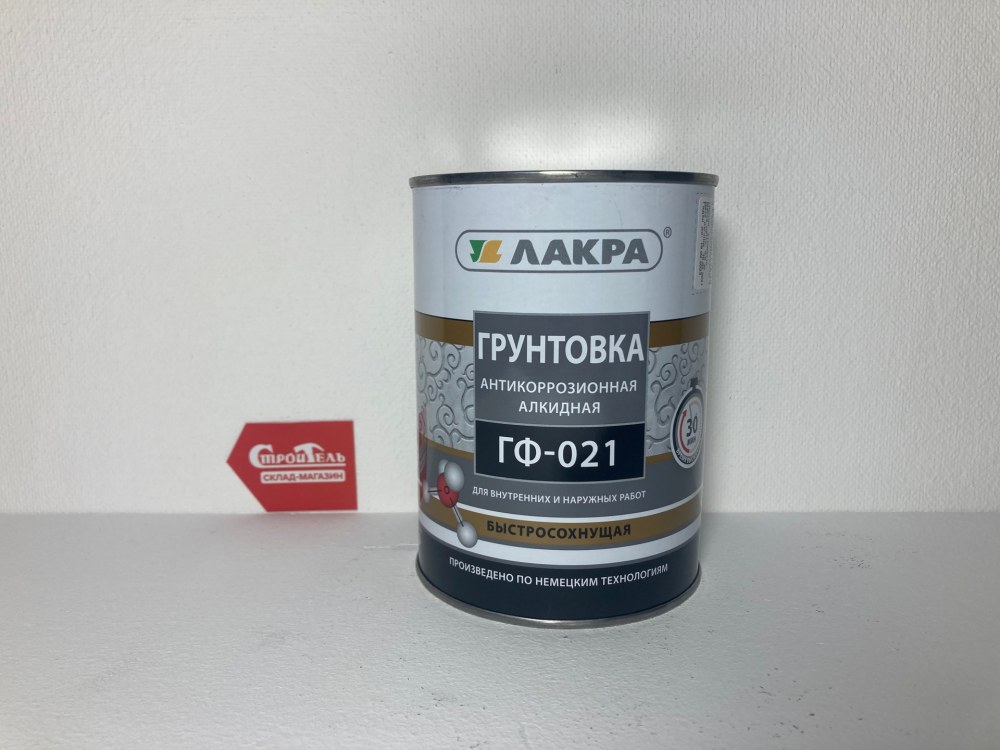 ЛАКРА®
ГРУНТОВКА
АНТИКОРРОЗИОННАЯ
АЛКИДНАЯ
ГФ-021
30
ДЛЯ ВНУТРЕННИХ И НАРУЖНЫХ РАБОТ
БЫСТРОСОХНУЩАЯ
ПРОИЗВЕДЕНО ПО НЕМЕЦКИМ ТЕХНОЛОГИЯМ
СТРОИТЕЛЬ
СКЛАД-МАГАЗИН